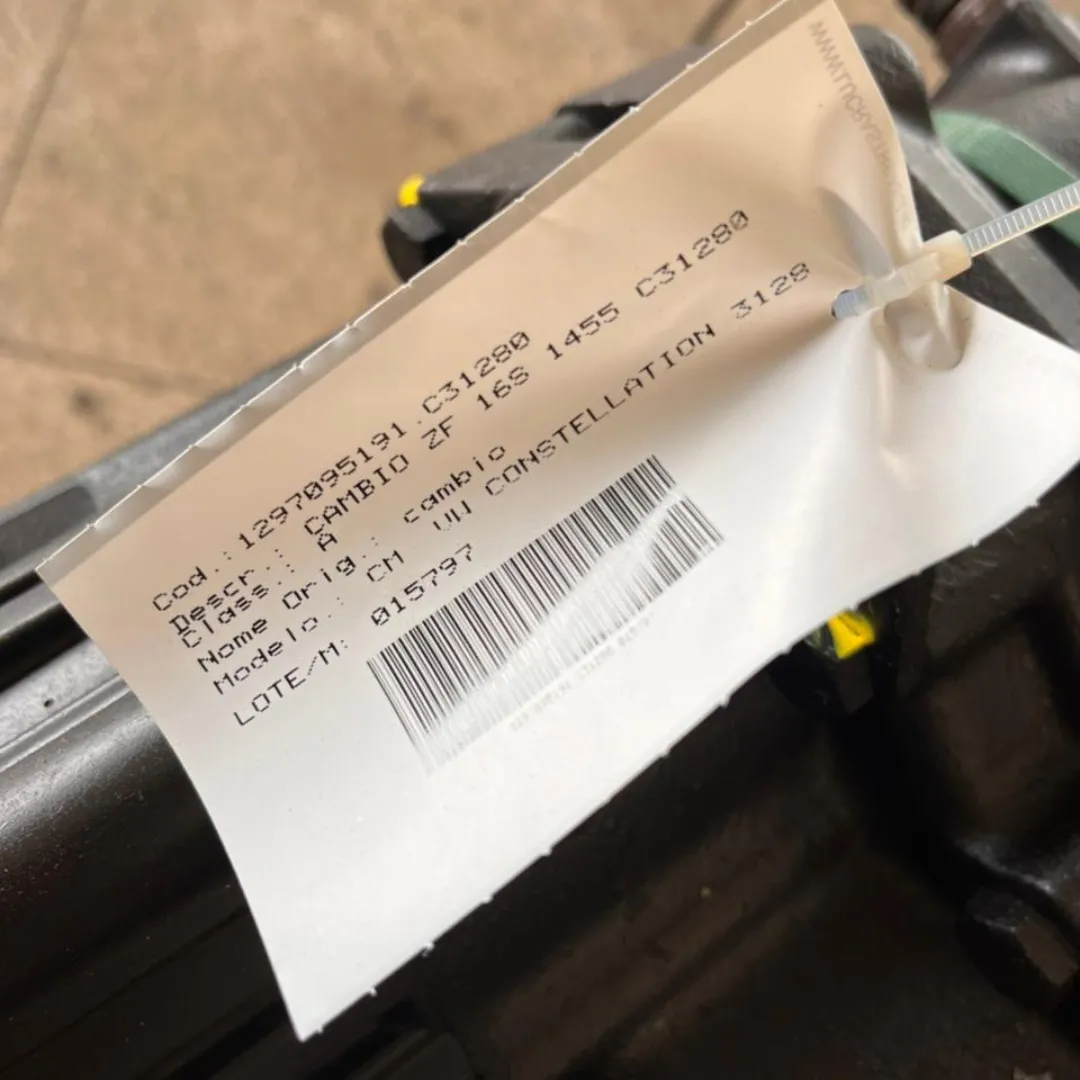 Cod.:1297095191.C31280
Descr.: CAMBIO ZF 16S 1455 C31280
Class.: A
Nome Orig.: cambio
Modelo.: CM VW CONSTELLATION 3128
LOTE/M: 015797